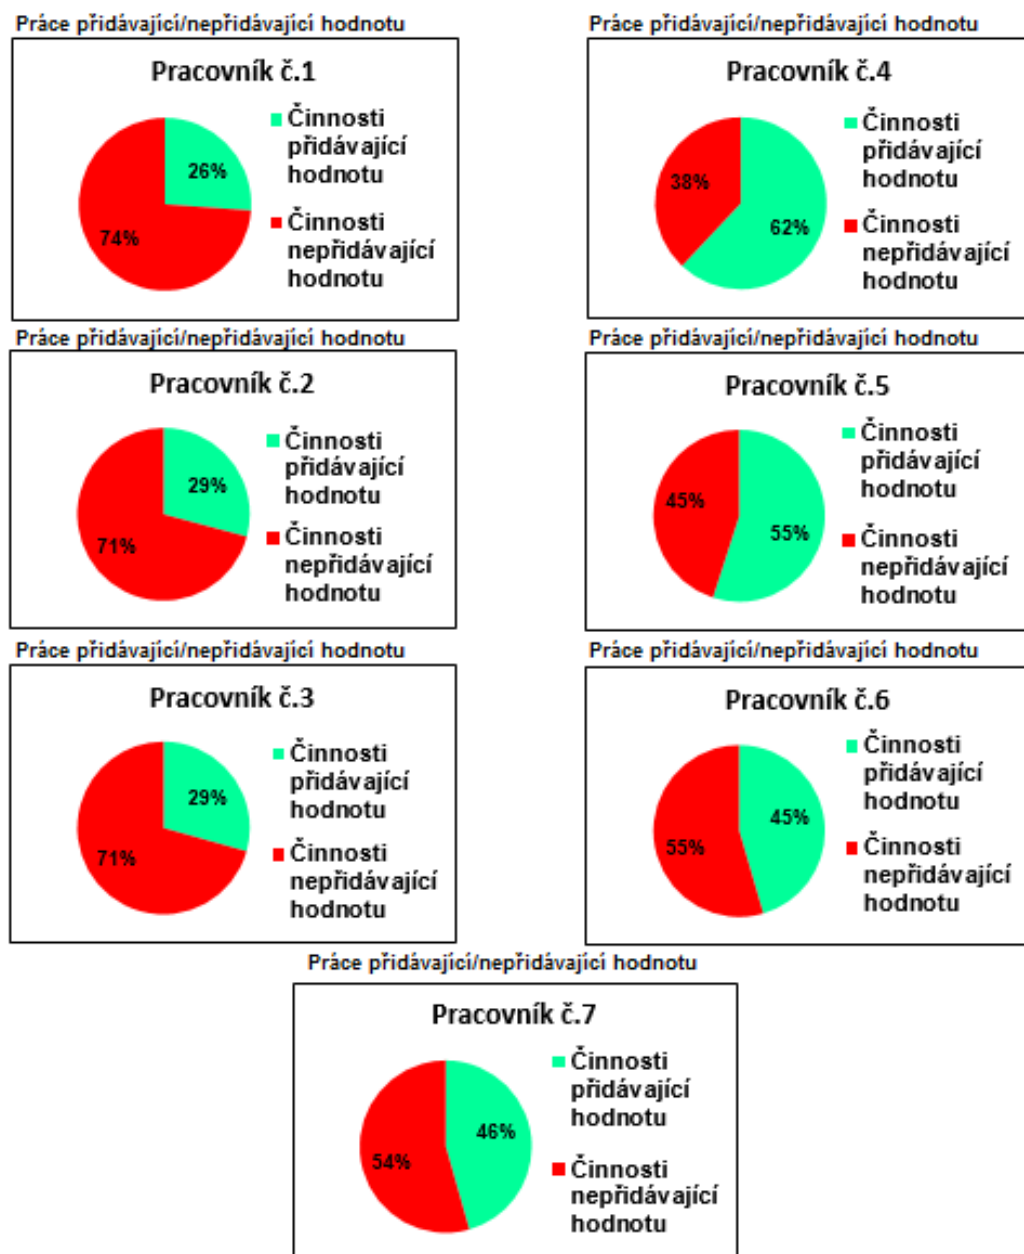 Práce přidávající/nepřidávající hodnotu
Pracovník č.1
26%
74%
Činnosti
přidávající
hodnotu
Činnosti
nepřidávající
hodnotu
Práce přidávající/nepřidávající hodnotu
Pracovník č.4
38%
62%
Činnosti
přidávající
hodnotu
Činnosti
nepřidávající
hodnotu
Práce přidávající/nepřidávající hodnotu
Pracovník č.2
29%
71%
Činnosti
přidávající
hodnotu
Činnosti
nepřidávající
hodnotu
Práce přidávající/nepřidávající hodnotu
Pracovník č.5
45%
55%
Činnosti
přidávající
hodnotu
Činnosti
nepřidávající
hodnotu
Práce přidávající/nepřidávající hodnotu
Pracovník č.3
29%
71%
Činnosti
přidávající
hodnotu
Činnosti
nepřidávající
hodnotu
Práce přidávající/nepřidávající hodnotu
Pracovník č.6
45%
55%
Činnosti
přidávající
hodnotu
Činnosti
nepřidávající
hodnotu
Práce přidávající/nepřidávající hodnotu
Pracovník č.7
46%
54%
Činnosti
přidávající
hodnotu
Činnosti
nepřidávající
hodnotu